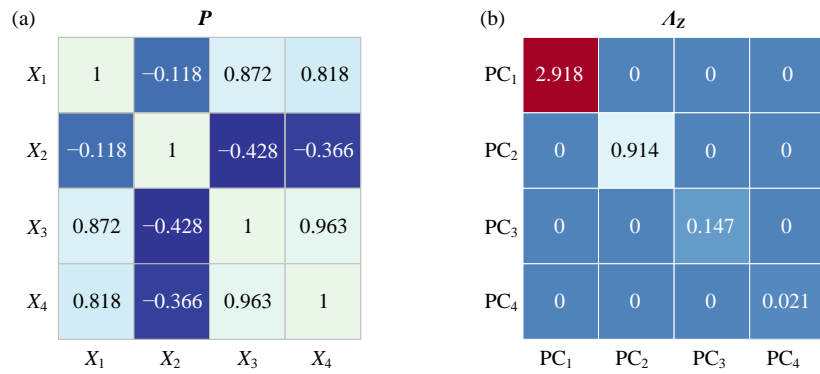 (a) P
X₁ 1 −0.118 0.872 0.818
X₂ −0.118 1 −0.428 −0.366
X₃ 0.872 −0.428 1 0.963
X₄ 0.818 −0.366 0.963 1
X₁ X₂ X₃ X₄
(b) Λ_Z
PC₁ 2.918 0 0 0
PC₂ 0 0.914 0 0
PC₃ 0 0 0.147 0
PC₄ 0 0 0 0.021
PC₁ PC₂ PC₃ PC₄